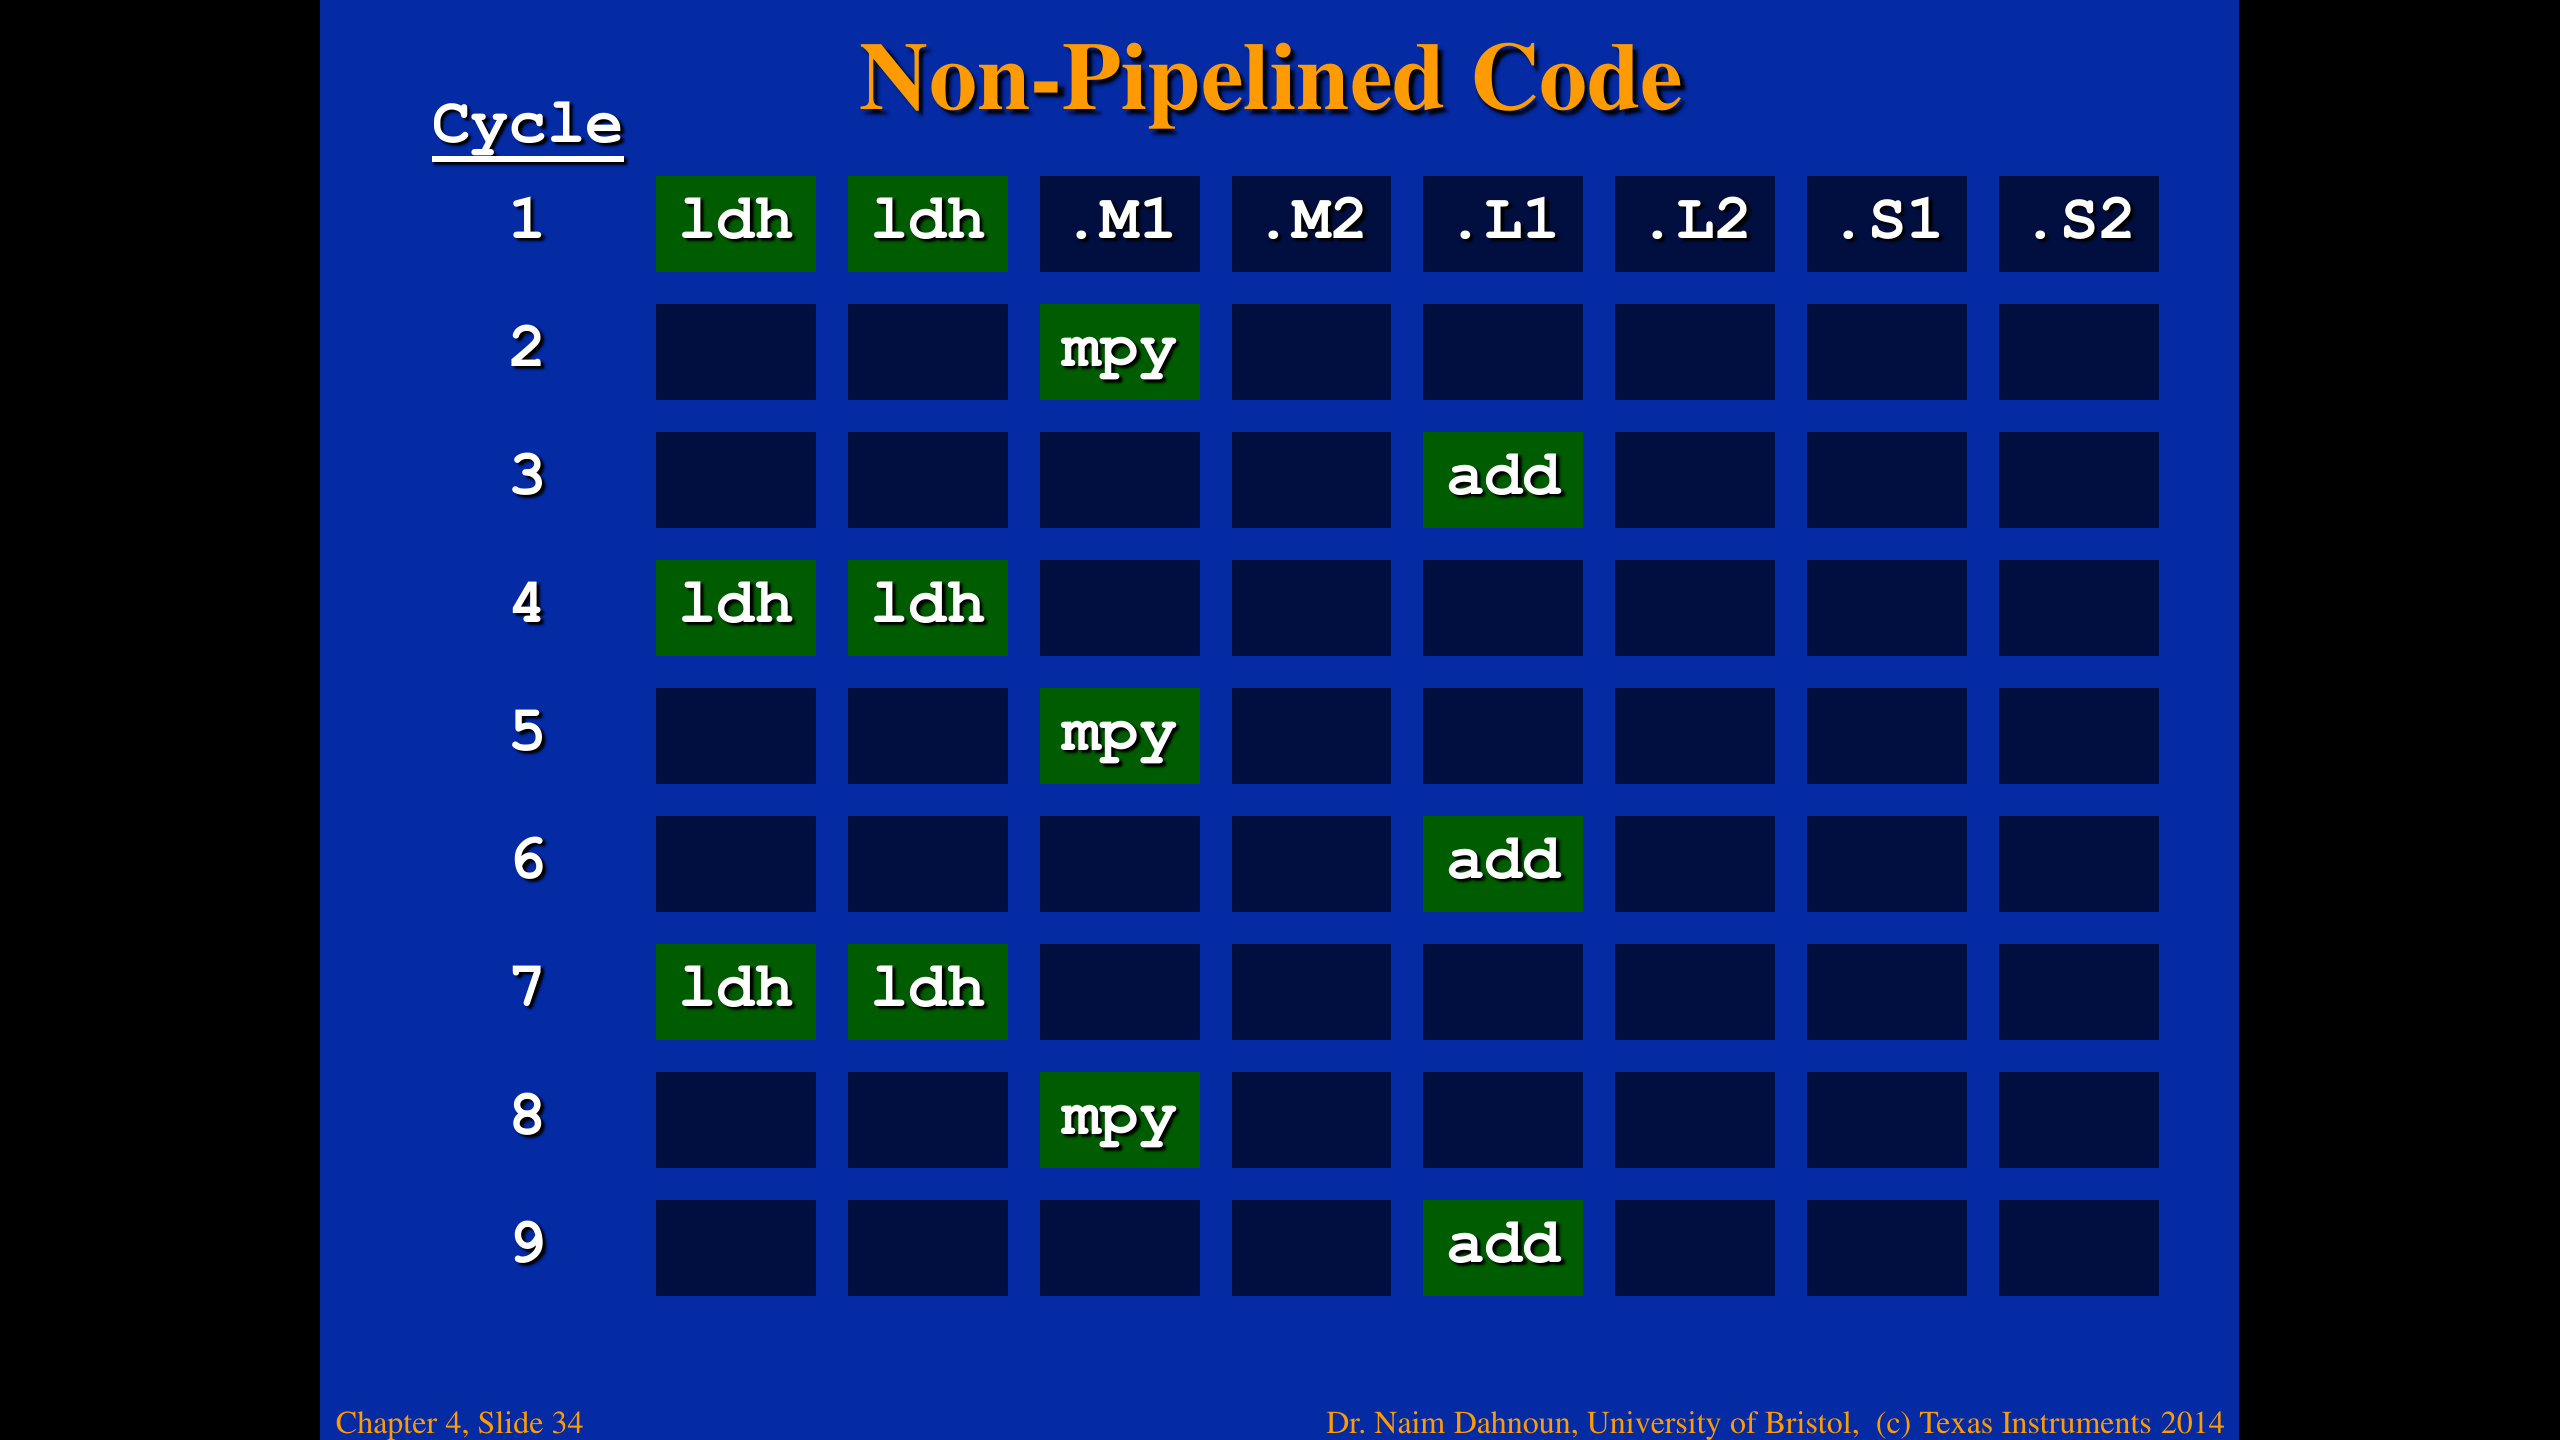 Non-Pipelined Code
Cycle
1 ldh ldh .M1 .M2 .L1 .L2 .S1 .S2
2 mpy
3 add
4 ldh ldh
5 mpy
6 add
7 ldh ldh
8 mpy
9 add
Chapter 4, Slide 34
Dr. Naim Dahnoun, University of Bristol, (c) Texas Instruments 2014